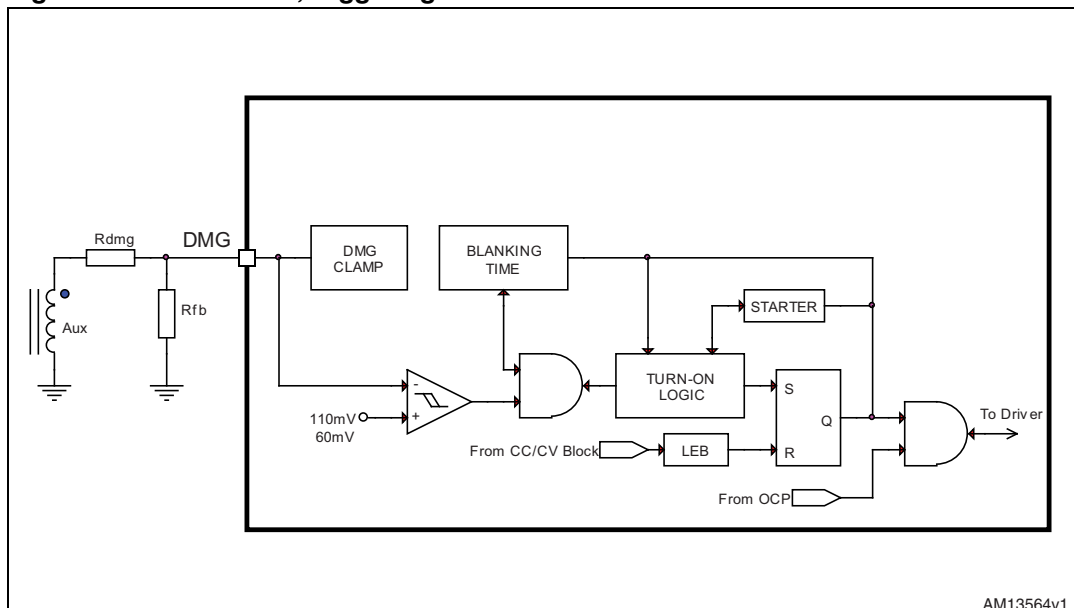 DMG
CLAMP
BLANKING
TIME
Rdmg
DMG
Rfb
Aux
STARTER
TURN-ON
LOGIC
S
Q
R
-
+
110mV
60mV
From CC/CV Block
LEB
To Driver
From OCP
AM13564v1